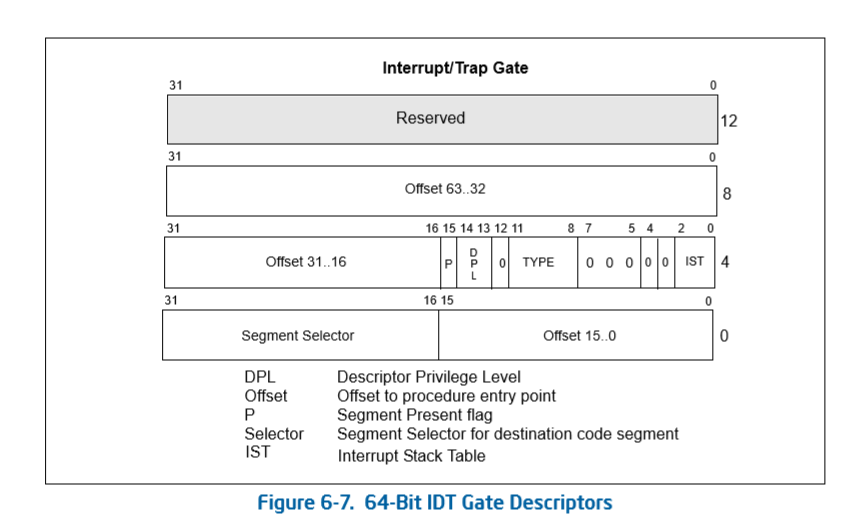 Interrupt/Trap Gate
31 0
Reserved 12
31 0
Offset 63..32 8
31 16 15 14 13 12 11 8 7 5 4 2 0
Offset 31..16 P DPL 0 TYPE 0 0 0 0 0 IST 4
31 16 15 0
Segment Selector Offset 15..0 0
DPL Descriptor Privilege Level
Offset Offset to procedure entry point
P Segment Present flag
Selector Segment Selector for destination code segment
IST Interrupt Stack Table
Figure 6-7. 64-Bit IDT Gate Descriptors